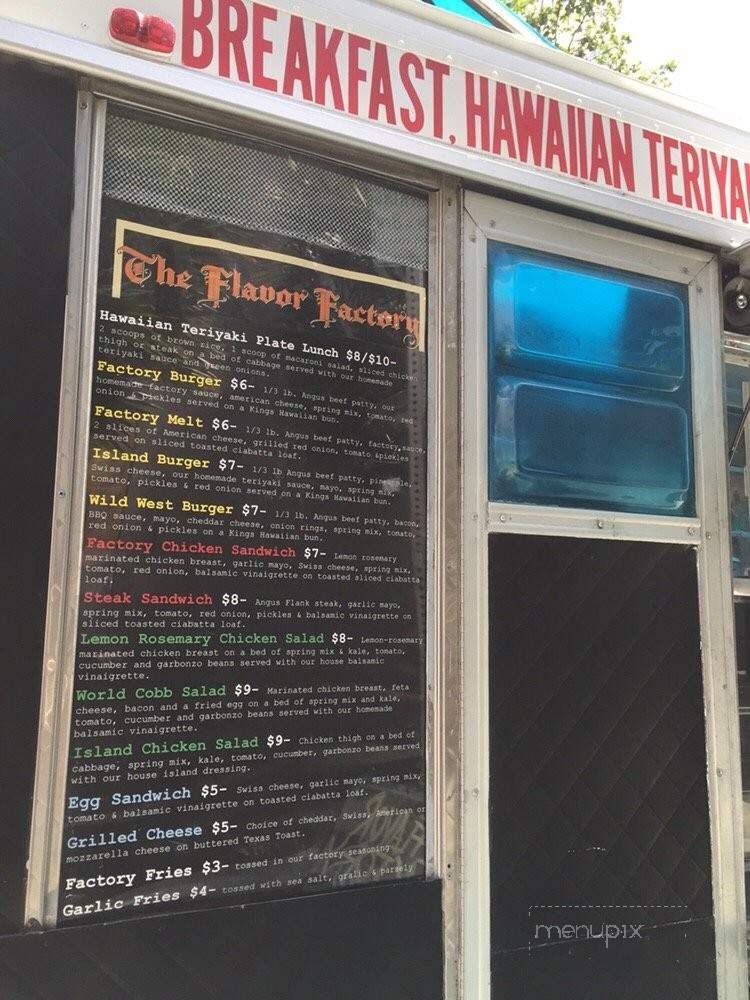 BREAKFAST, HAWAIIAN TERIYA
The Flavor Factory
Hawaiian Teriyaki Plate Lunch $8/$10-
2 scoops of brown rice, 1 scoop of macaroni salad, sliced chicken
thigh or steak on a bed of cabbage served with our homemade
teriyaki sauce and green onions.
Factory Burger $6- 1/3 lb. Angus beef patty, our
homemade factory sauce, american cheese, spring mix, tomato, red
onion & pickles served on a Kings Hawaiian bun.
Factory Melt $6- 1/3 lb. Angus beef patty, factory sauce,
2 slices of American cheese, grilled red onion, tomato &pickles
served on sliced toasted ciabatta loaf.
Island Burger $7- 1/3 lb Angus beef patty,
Swiss cheese, our homemade teriyaki sauce, mayo, spring mix,
tomato, pickles & red onion served on a Kings Hawaiian bun.
Wild West Burger $7- 1/3 lb. Angus beef patty, bacon,
BBQ sauce, mayo, cheddar cheese, onion rings, spring mix, tomato,
red onion & pickles on a Kings Hawaiian bun.
Factory Chicken Sandwich $7- Lemon rosemary
marinated chicken breast, garlic mayo, Swiss cheese, spring mix,
tomato, red onion, balsamic vinaigrette on toasted sliced ciabatta
loaf.
Steak Sandwich $8- Angus Flank steak, garlic mayo,
spring mix, tomato, red onion, pickles & balsamic vinaigrette on
sliced toasted ciabatta loaf.
Lemon Rosemary Chicken Salad $8- Lemon-rosemary
marinated chicken breast on a bed of spring mix & kale, tomato,
cucumber and garbonzo beans served with our house balsamic
vinaigrette.
World Cobb Salad $9- Marinated chicken breast, feta
cheese, bacon and a fried egg on a bed of spring mix and kale,
tomato, cucumber and garbonzo beans served with our homemade
balsamic vinaigrette.
Island Chicken Salad $9- Chicken thigh on a bed of
cabbage, spring mix, kale, tomato, cucumber, garbonzo beans served
with our house island dressing.
Egg Sandwich $5- Swiss cheese, garlic mayo, spring mix,
tomato & balsamic vinaigrette on toasted ciabatta loaf.
Grilled Cheese $5- Choice of cheddar, Swiss, American or
mozzarella cheese on buttered Texas Toast.
Factory Fries $3- tossed in our factory seasoning
Garlic Fries $4- tossed with sea salt, gralic & parsely
menupix